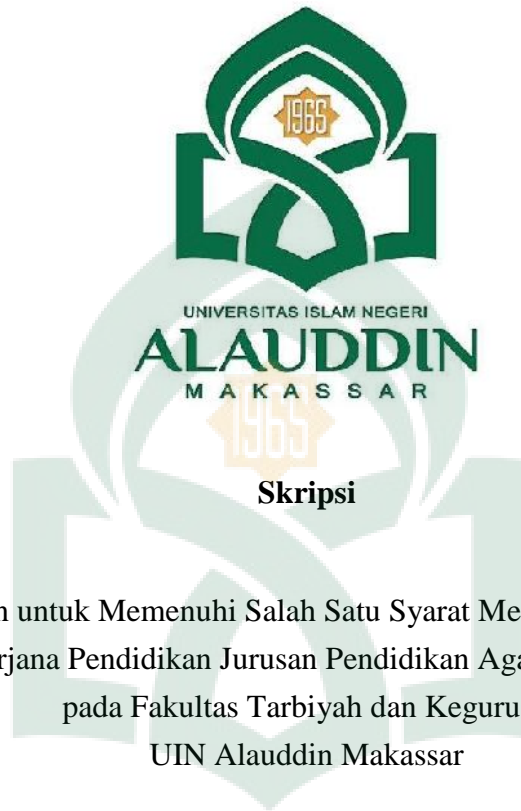 1965
UNIVERSITAS ISLAM NEGERI
ALAUDDIN
MAKASSAR
1965
Skripsi
untuk Memenuhi Salah Satu Syarat
Pendidikan Jurusan Pendidikan
pada Fakultas Tarbiyah dan
UIN Alauddin Makassar